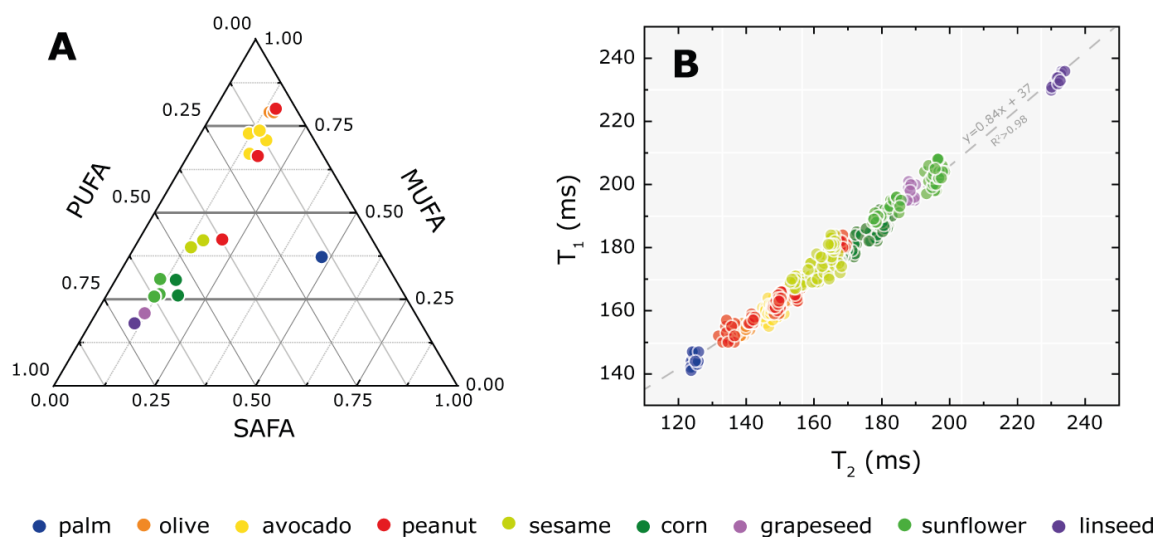 A
0.00
1.00
0.25
0.75
PUFA
MUFA
0.50
0.50
0.75
0.25
1.00
0.00
0.00
0.25
0.50
0.75
1.00
SAFA
B
240
220
200
180
160
140
T1 (ms)
y=0.84x + 37
R²>0.98
120
140
160
180
200
220
240
T2 (ms)
palm olive avocado peanut sesame corn grapeseed sunflower linseed